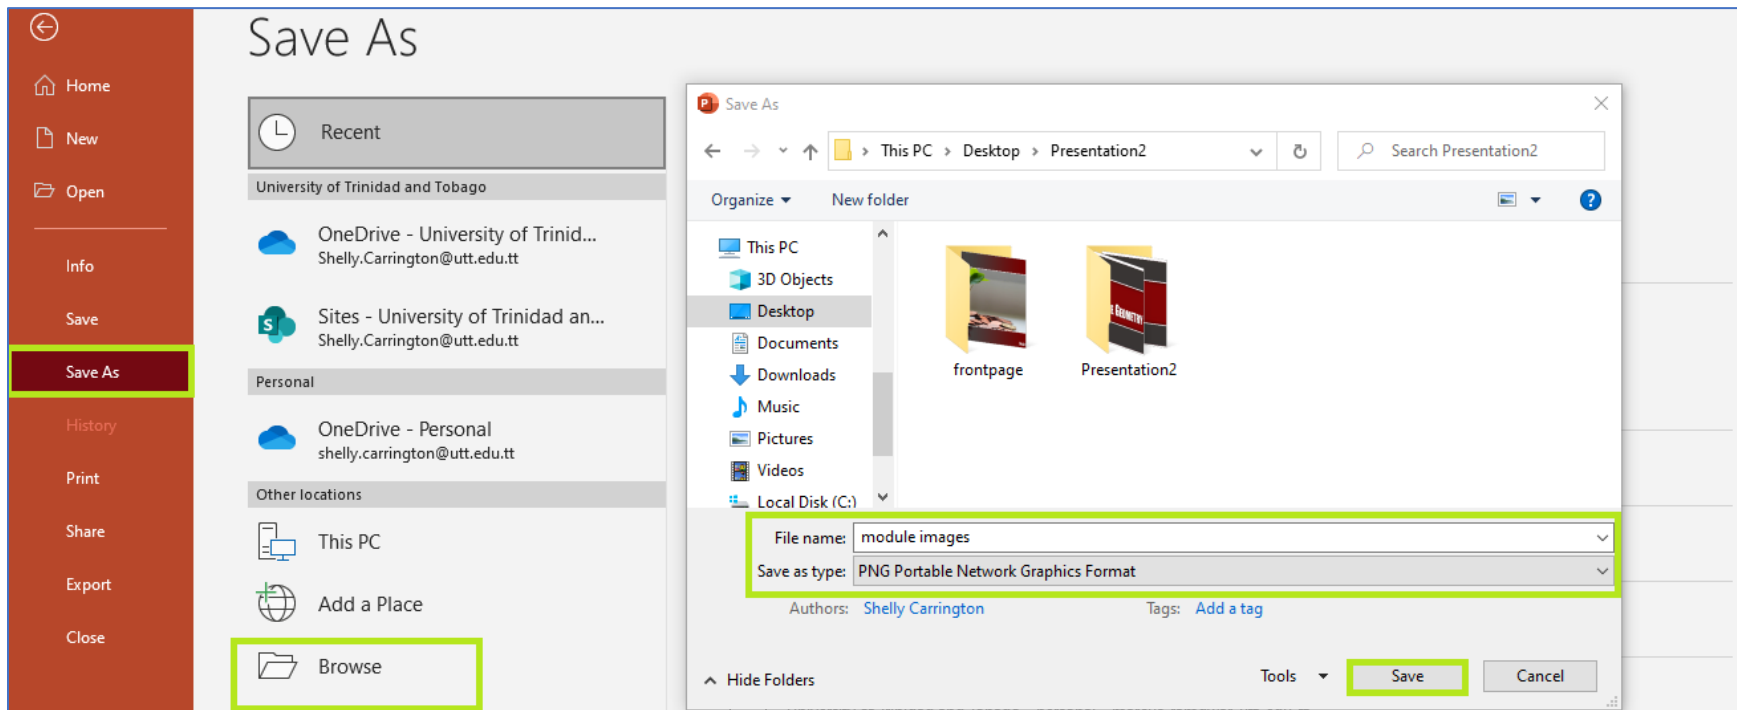 Save As
Home
New
Open
Info
Save
Save As
History
Print
Share
Export
Close
Recent
University of Trinidad and Tobago
OneDrive - University of Trinid...
Shelly.Carrington@utt.edu.tt
Sites - University of Trinidad an...
Shelly.Carrington@utt.edu.tt
Personal
OneDrive - Personal
shelly.carrington@utt.edu.tt
Other locations
This PC
Add a Place
Browse
Save As
This PC > Desktop > Presentation2
Search Presentation2
Organize
New folder
This PC
3D Objects
Desktop
Documents
Downloads
Music
Pictures
Videos
Local Disk (C:)
frontpage
Presentation2
File name: module images
Save as type: PNG Portable Network Graphics Format
Authors: Shelly Carrington Tags: Add a tag
Hide Folders
Tools
Save
Cancel